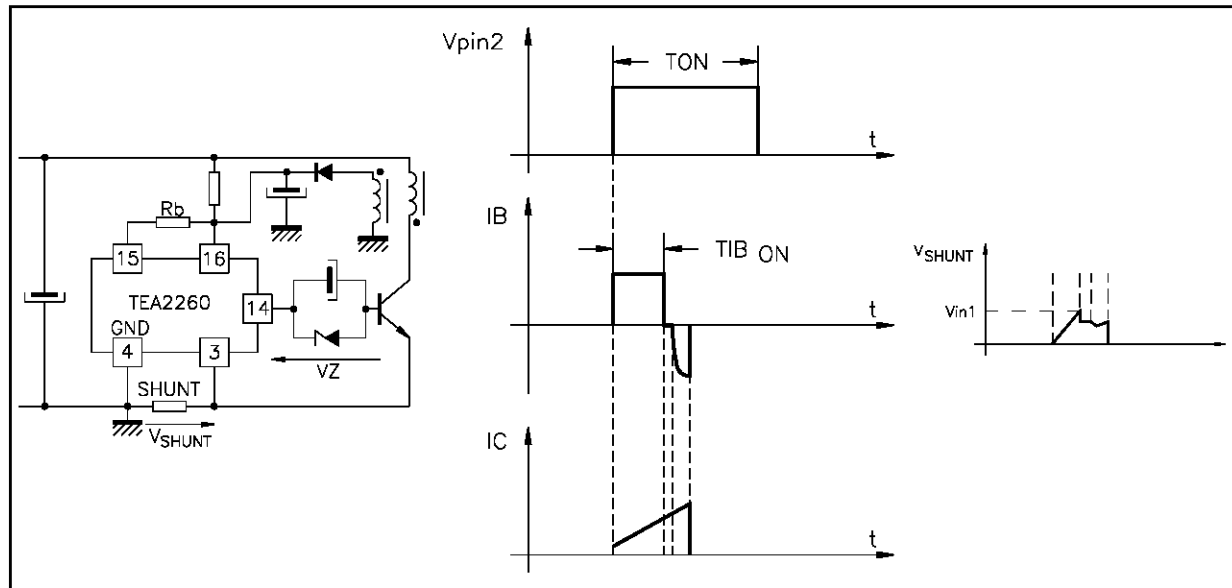 Rb
15
16
TEA2260
14
GND
4
3
VZ
SHUNT
VSHUNT
Vpin2
TON
t
IB
TIB ON
t
IC
t
VSHUNT
Vin1